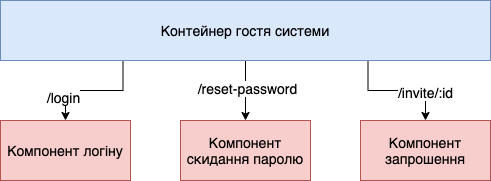 Контейнер гостя системи
/login
/reset-password
/invite/:id
Компонент логіну
Компонент
скидання паролю
Компонент
запрошення